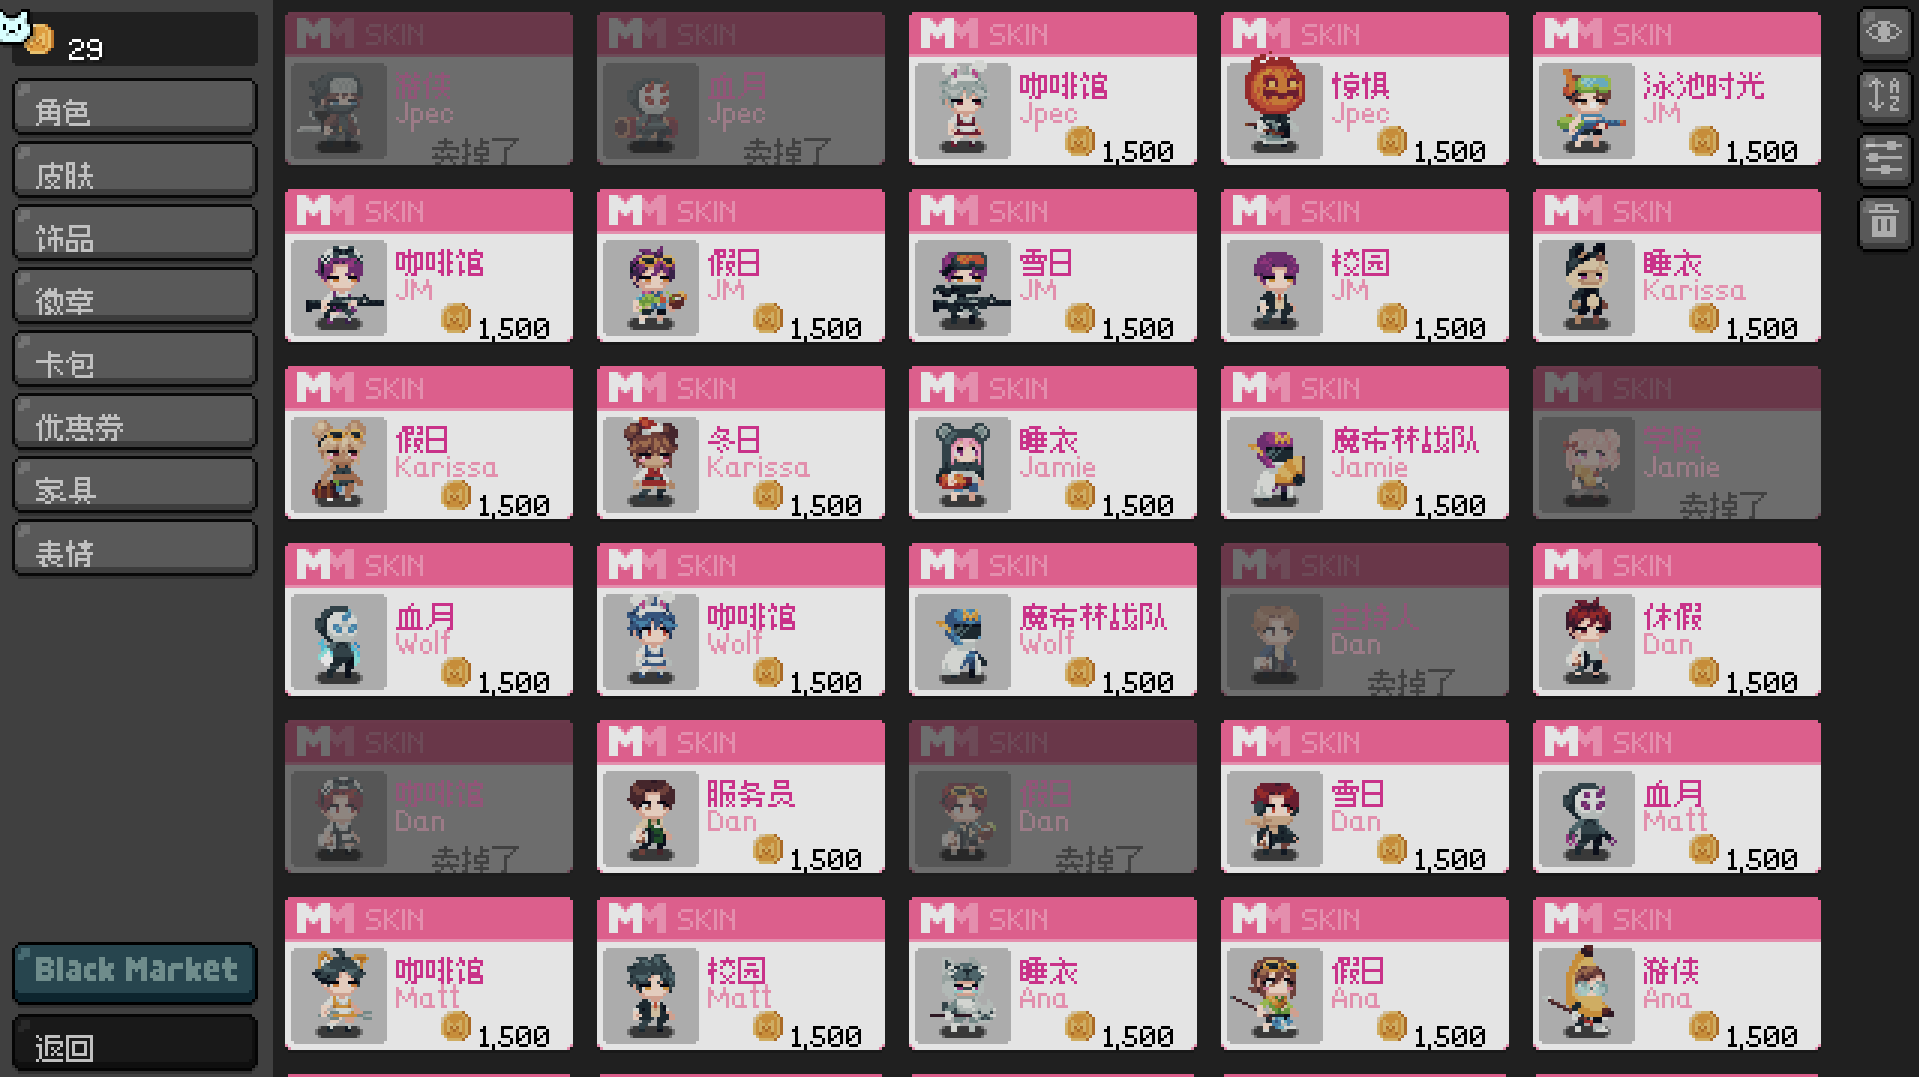 29
角色
皮肤
饰品
徽章
卡包
优惠券
家具
表情
Black Market
返回
MM SKIN
游侠
Jpec
卖掉了
MM SKIN
血月
Jpec
卖掉了
MM SKIN
咖啡馆
Jpec
1,500
MM SKIN
惊惧
Jpec
1,500
MM SKIN
泳池时光
JM
1,500
MM SKIN
咖啡馆
JM
1,500
MM SKIN
假日
JM
1,500
MM SKIN
雪日
JM
1,500
MM SKIN
校园
JM
1,500
MM SKIN
睡衣
Karissa
1,500
MM SKIN
假日
Karissa
1,500
MM SKIN
冬日
Karissa
1,500
MM SKIN
睡衣
Jamie
1,500
MM SKIN
魔布林战队
Jamie
1,500
MM SKIN
学院
Jamie
卖掉了
MM SKIN
血月
Wolf
1,500
MM SKIN
咖啡馆
Wolf
1,500
MM SKIN
魔布林战队
Wolf
1,500
MM SKIN
主持人
Dan
卖掉了
MM SKIN
休假
Dan
1,500
MM SKIN
咖啡馆
Dan
卖掉了
MM SKIN
服务员
Dan
1,500
MM SKIN
假日
Dan
卖掉了
MM SKIN
雪日
Dan
1,500
MM SKIN
血月
Matt
1,500
MM SKIN
咖啡馆
Matt
1,500
MM SKIN
校园
Matt
1,500
MM SKIN
睡衣
Ana
1,500
MM SKIN
假日
Ana
1,500
MM SKIN
游侠
Ana
1,500